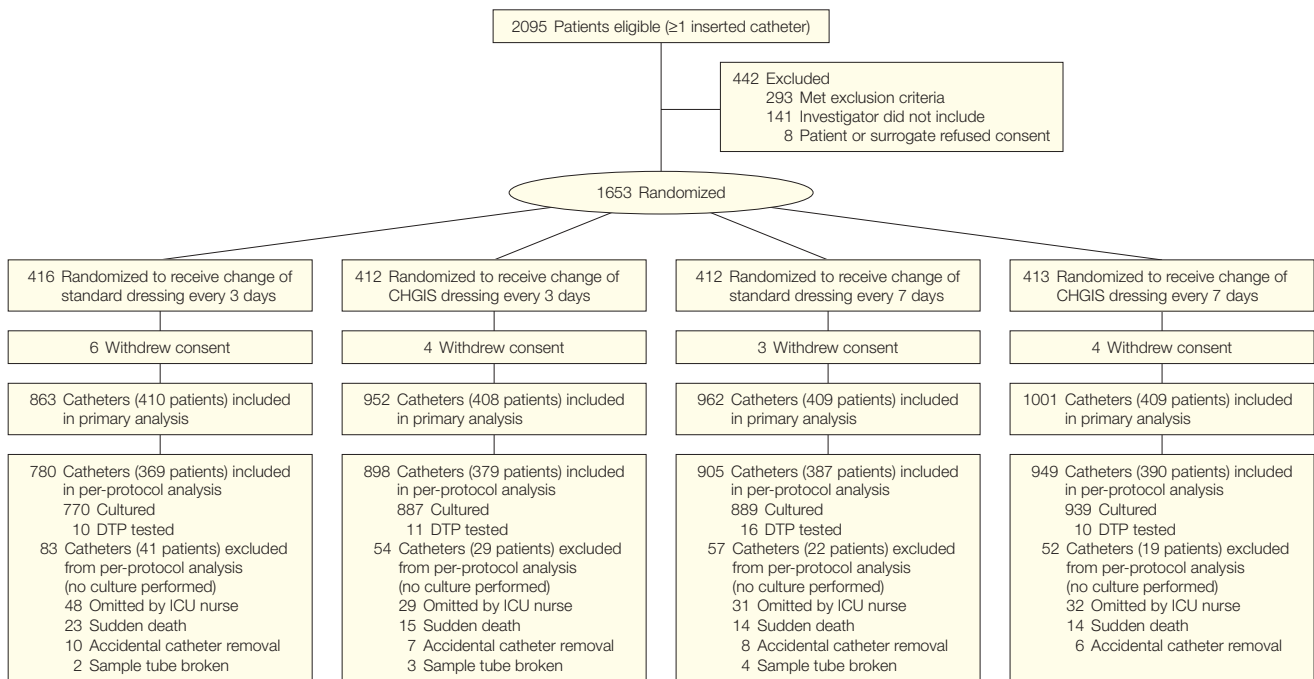 2095 Patients eligible (≥1 inserted catheter)
442 Excluded
293 Met exclusion criteria
141 Investigator did not include
8 Patient or surrogate refused consent
1653 Randomized
416 Randomized to receive change of
standard dressing every 3 days
412 Randomized to receive change of
CHGIS dressing every 3 days
412 Randomized to receive change of
standard dressing every 7 days
413 Randomized to receive change of
CHGIS dressing every 7 days
6 Withdrew consent
4 Withdrew consent
3 Withdrew consent
4 Withdrew consent
863 Catheters (410 patients) included
in primary analysis
952 Catheters (408 patients) included
in primary analysis
962 Catheters (409 patients) included
in primary analysis
1001 Catheters (409 patients) included
in primary analysis
780 Catheters (369 patients) included
in per-protocol analysis
770 Cultured
10 DTP tested
83 Catheters (41 patients) excluded
from per-protocol analysis
(no culture performed)
48 Omitted by ICU nurse
23 Sudden death
10 Accidental catheter removal
2 Sample tube broken
898 Catheters (379 patients) included
in per-protocol analysis
887 Cultured
11 DTP tested
54 Catheters (29 patients) excluded
from per-protocol analysis
(no culture performed)
29 Omitted by ICU nurse
15 Sudden death
7 Accidental catheter removal
3 Sample tube broken
905 Catheters (387 patients) included
in per-protocol analysis
889 Cultured
16 DTP tested
57 Catheters (22 patients) excluded
from per-protocol analysis
(no culture performed)
31 Omitted by ICU nurse
14 Sudden death
8 Accidental catheter removal
4 Sample tube broken
949 Catheters (390 patients) included
in per-protocol analysis
939 Cultured
10 DTP tested
52 Catheters (19 patients) excluded
from per-protocol analysis
(no culture performed)
32 Omitted by ICU nurse
14 Sudden death
6 Accidental catheter removal